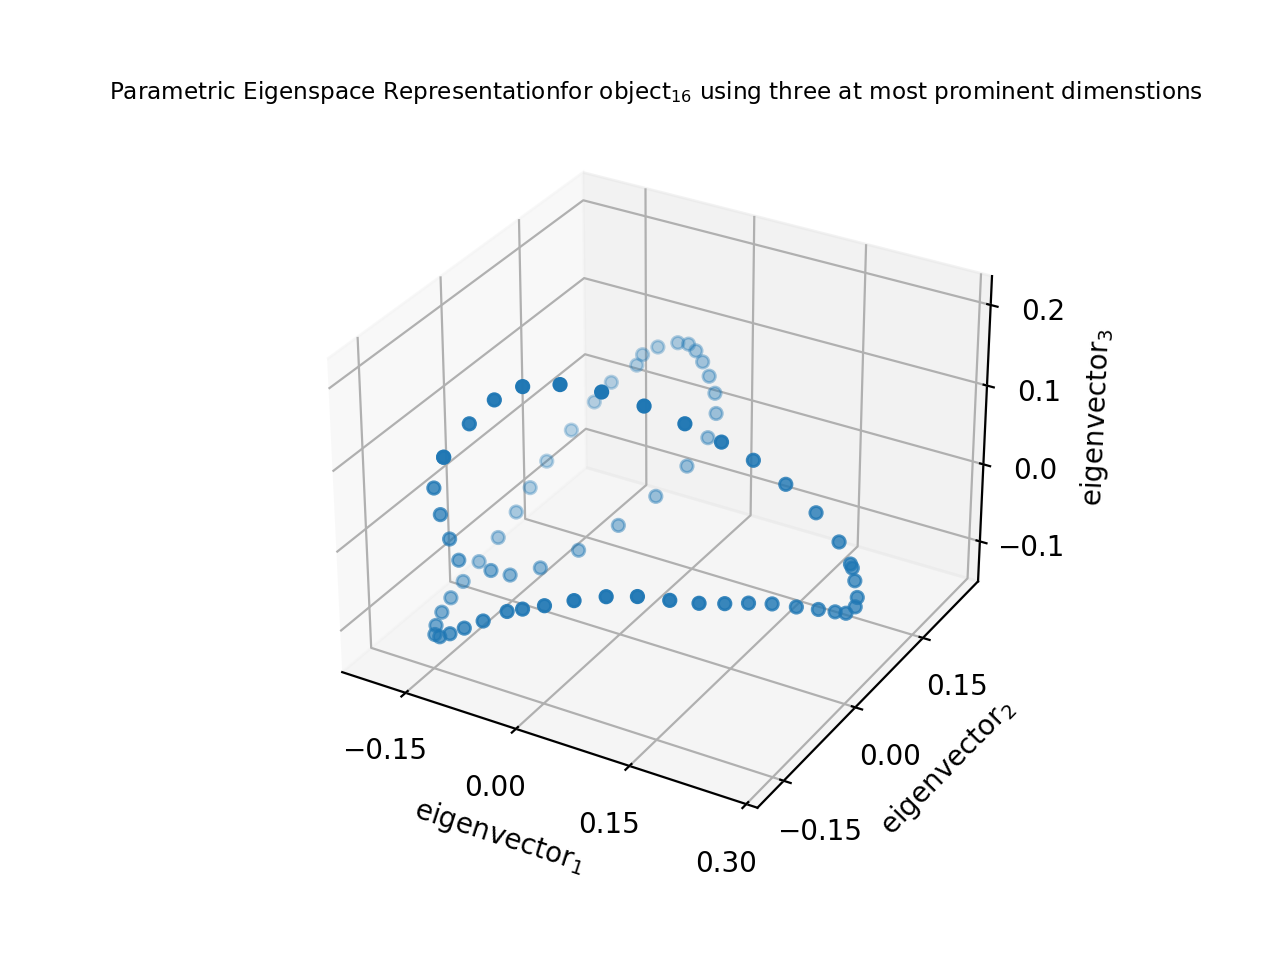 Parametric Eigenspace Representationfor object₁₆ using three at most prominent dimenstions
0.2
0.1
0.0
−0.1
eigenvector₃
0.15
0.00
−0.15
eigenvector₂
−0.15
0.00
0.15
0.30
eigenvector₁